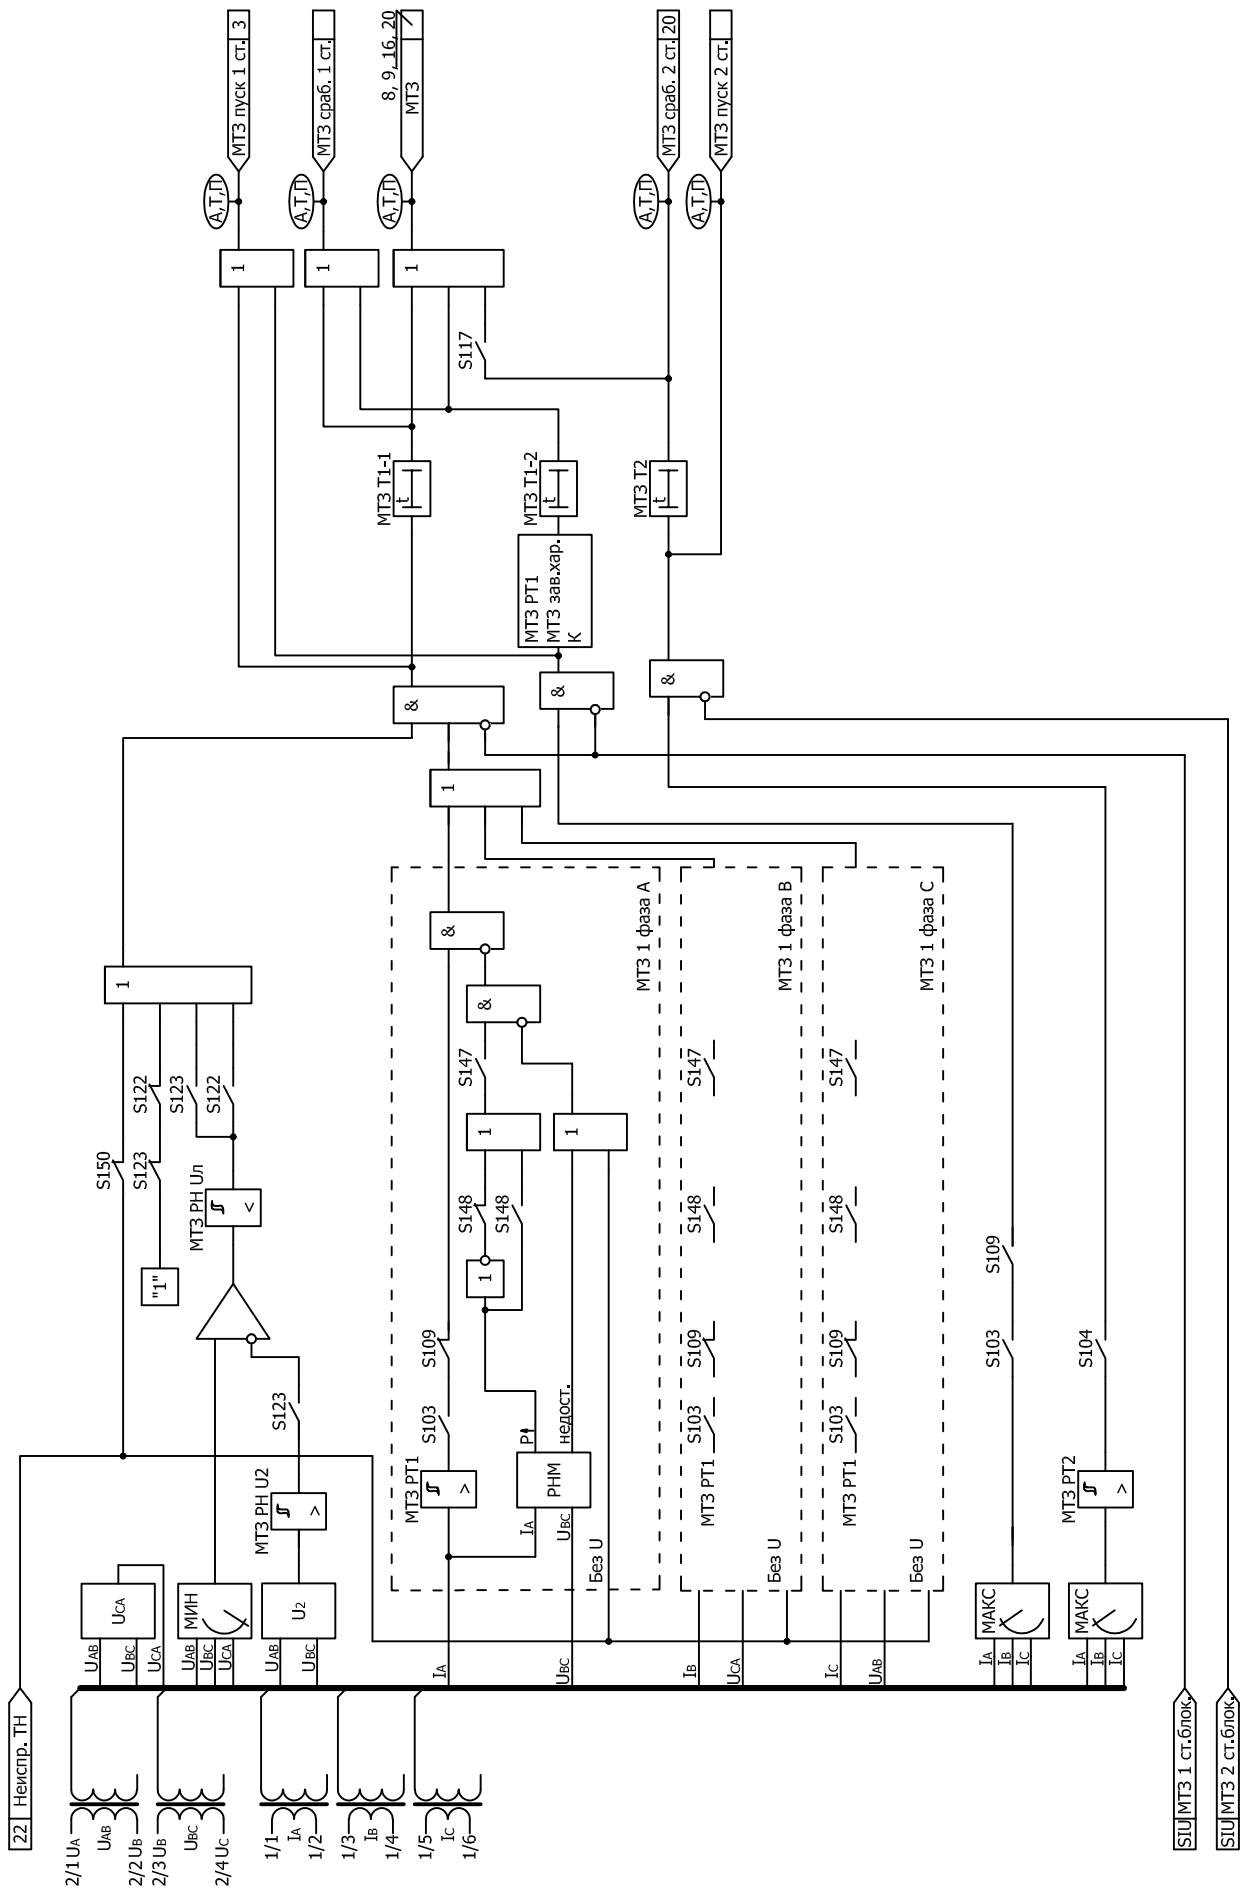 22 Неиспр. ТН
2/1 UA
UAB
2/2 UB
2/3 UB
UBC
2/4 UC
1/1
IA
1/2
1/3
IB
1/4
1/5
IC
1/6
SIU МТЗ 1 ст.блок.
SIU МТЗ 2 ст.блок.
UAB
UBC
UCA
UCA
UAB
UBC
UCA
МИН
UAB
UBC
U2
МТЗ РН U2
>
S123
МТЗ РН Uл
<
"1"
S150
S123
S122
S123
S122
1
IA
UBC
IA
UBC
Без U
МТЗ РТ1
>
РНМ
P
недост.
S103
S109
1
S148
S148
1
1
S147
&
&
МТЗ 1 фаза А
IB
UCA
Без U
МТЗ РТ1
S103
S109
S148
S147
МТЗ 1 фаза В
IC
UAB
Без U
МТЗ РТ1
S103
S109
S148
S147
МТЗ 1 фаза С
IA
IB
IC
МАКС
S103
S109
IA
IB
IC
МАКС
МТЗ РТ2
>
S104
1
&
&
&
МТЗ РТ1
МТЗ зав.хар.
К
МТЗ Т1-1
t
МТЗ Т1-2
t
МТЗ Т2
t
S117
1
1
1
А,Т,П
А,Т,П
А,Т,П
А,Т,П
А,Т,П
МТЗ пуск 1 ст. 3
МТЗ сраб. 1 ст.
МТЗ
8, 9, 16, 20
МТЗ сраб. 2 ст. 20
МТЗ пуск 2 ст.